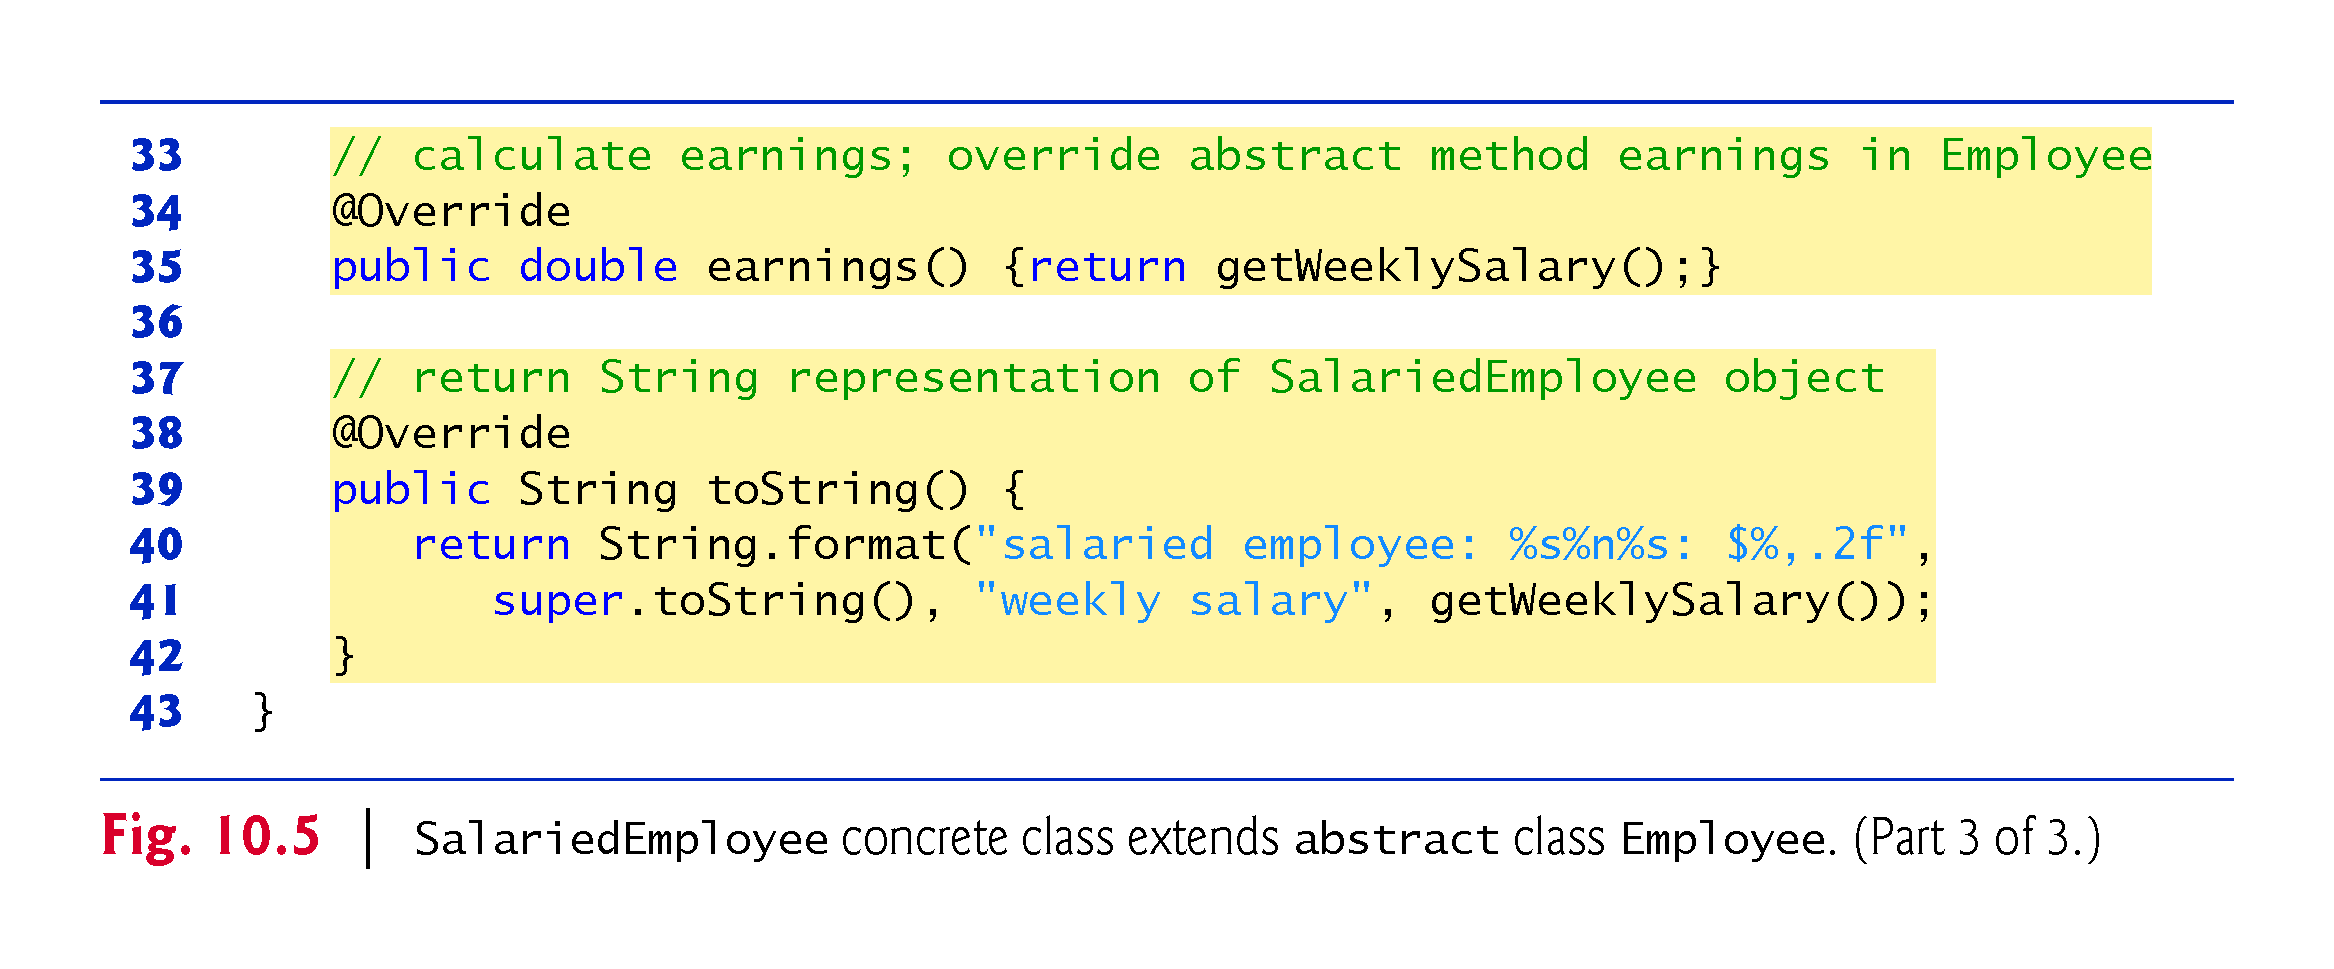 33 // calculate earnings; override abstract method earnings in Employee
34 @Override
35 public double earnings() {return getWeeklySalary();}
36
37 // return String representation of SalariedEmployee object
38 @Override
39 public String toString() {
40 return String.format("salaried employee: %s%n%s: $%,.2f",
41 super.toString(), "weekly salary", getWeeklySalary());
42 }
43 }
Fig. 10.5 | SalariedEmployee concrete class extends abstract class Employee. (Part 3 of 3.)